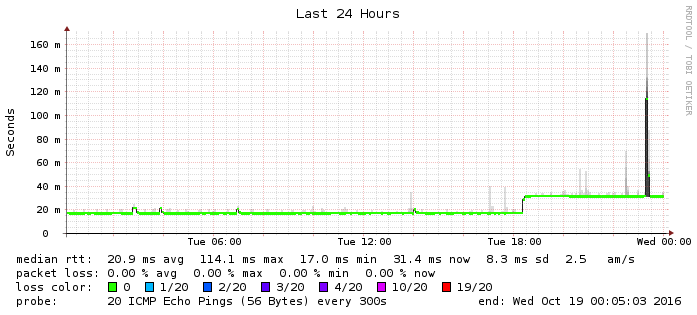 Last 24 Hours
RRDTOOL / TOBI OETIKER
Seconds
160 m
140 m
120 m
100 m
80 m
60 m
40 m
20 m
0
Tue 06:00 Tue 12:00 Tue 18:00 Wed 00:00
median rtt: 20.9 ms avg 114.1 ms max 17.0 ms min 31.4 ms now 8.3 ms sd 2.5 am/s
packet loss: 0.00 % avg 0.00 % max 0.00 % min 0.00 % now
loss color: 0 1/20 2/20 3/20 4/20 10/20 19/20
probe: 20 ICMP Echo Pings (56 Bytes) every 300s end: Wed Oct 19 00:05:03 2016